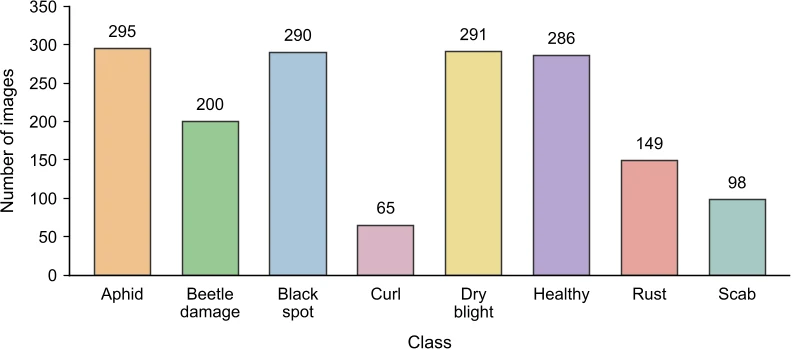 350
300
250
200
150
100
50
0
Number of images
295
200
290
65
291
286
149
98
Aphid
Beetle
damage
Black
spot
Curl
Dry
blight
Healthy
Rust
Scab
Class